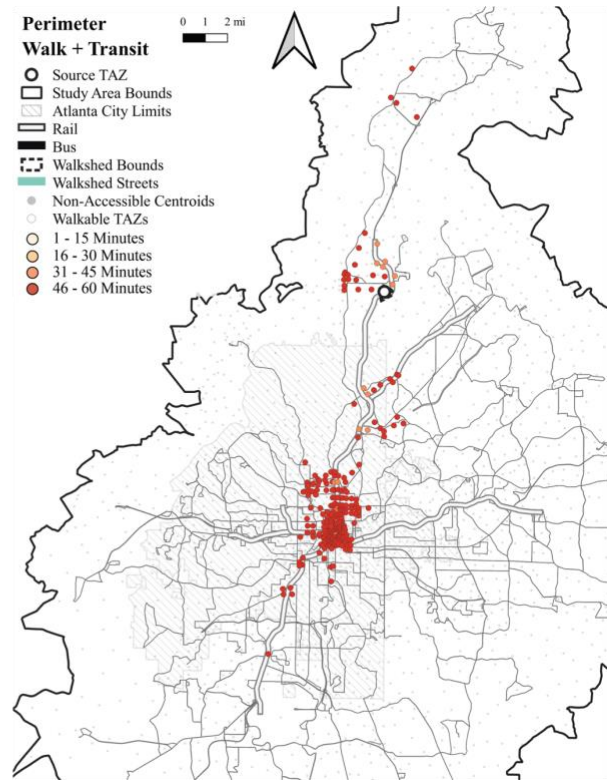 Perimeter
Walk + Transit
0 1 2 mi
Source TAZ
Study Area Bounds
Atlanta City Limits
Rail
Bus
Walkshed Bounds
Walkshed Streets
Non-Accessible Centroids
Walkable TAZs
1 - 15 Minutes
16 - 30 Minutes
31 - 45 Minutes
46 - 60 Minutes